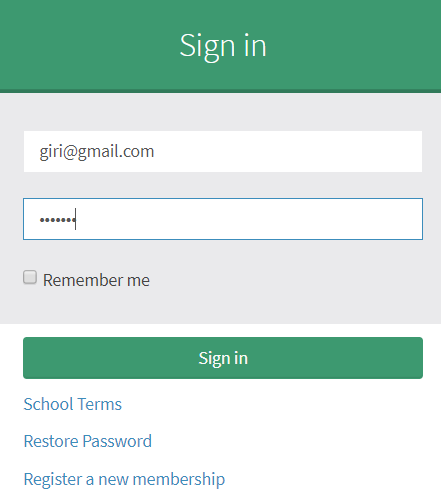 Sign in
giri@gmail.com
•••••••
Remember me
Sign in
School Terms
Restore Password
Register a new membership